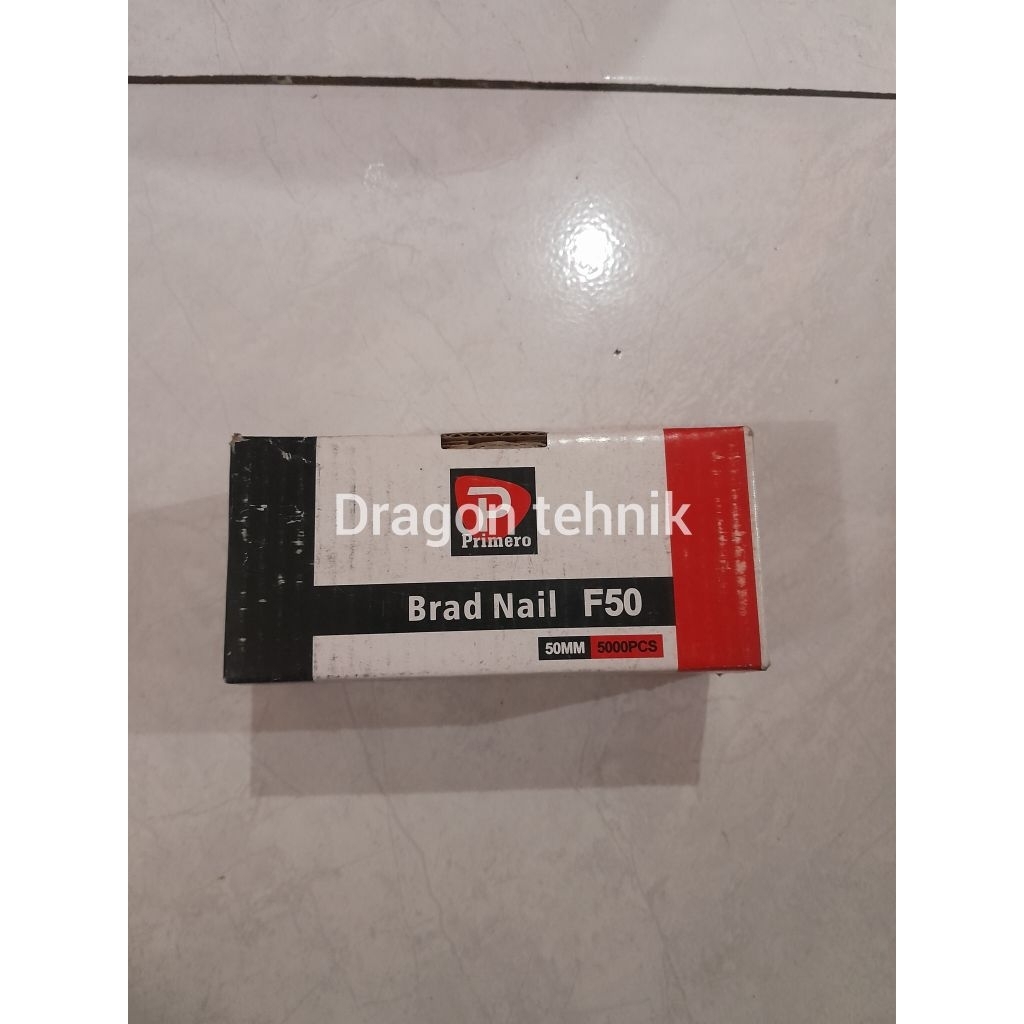 Dragon tehnik
Primero
Brad Nail F50
50MM 5000PCS